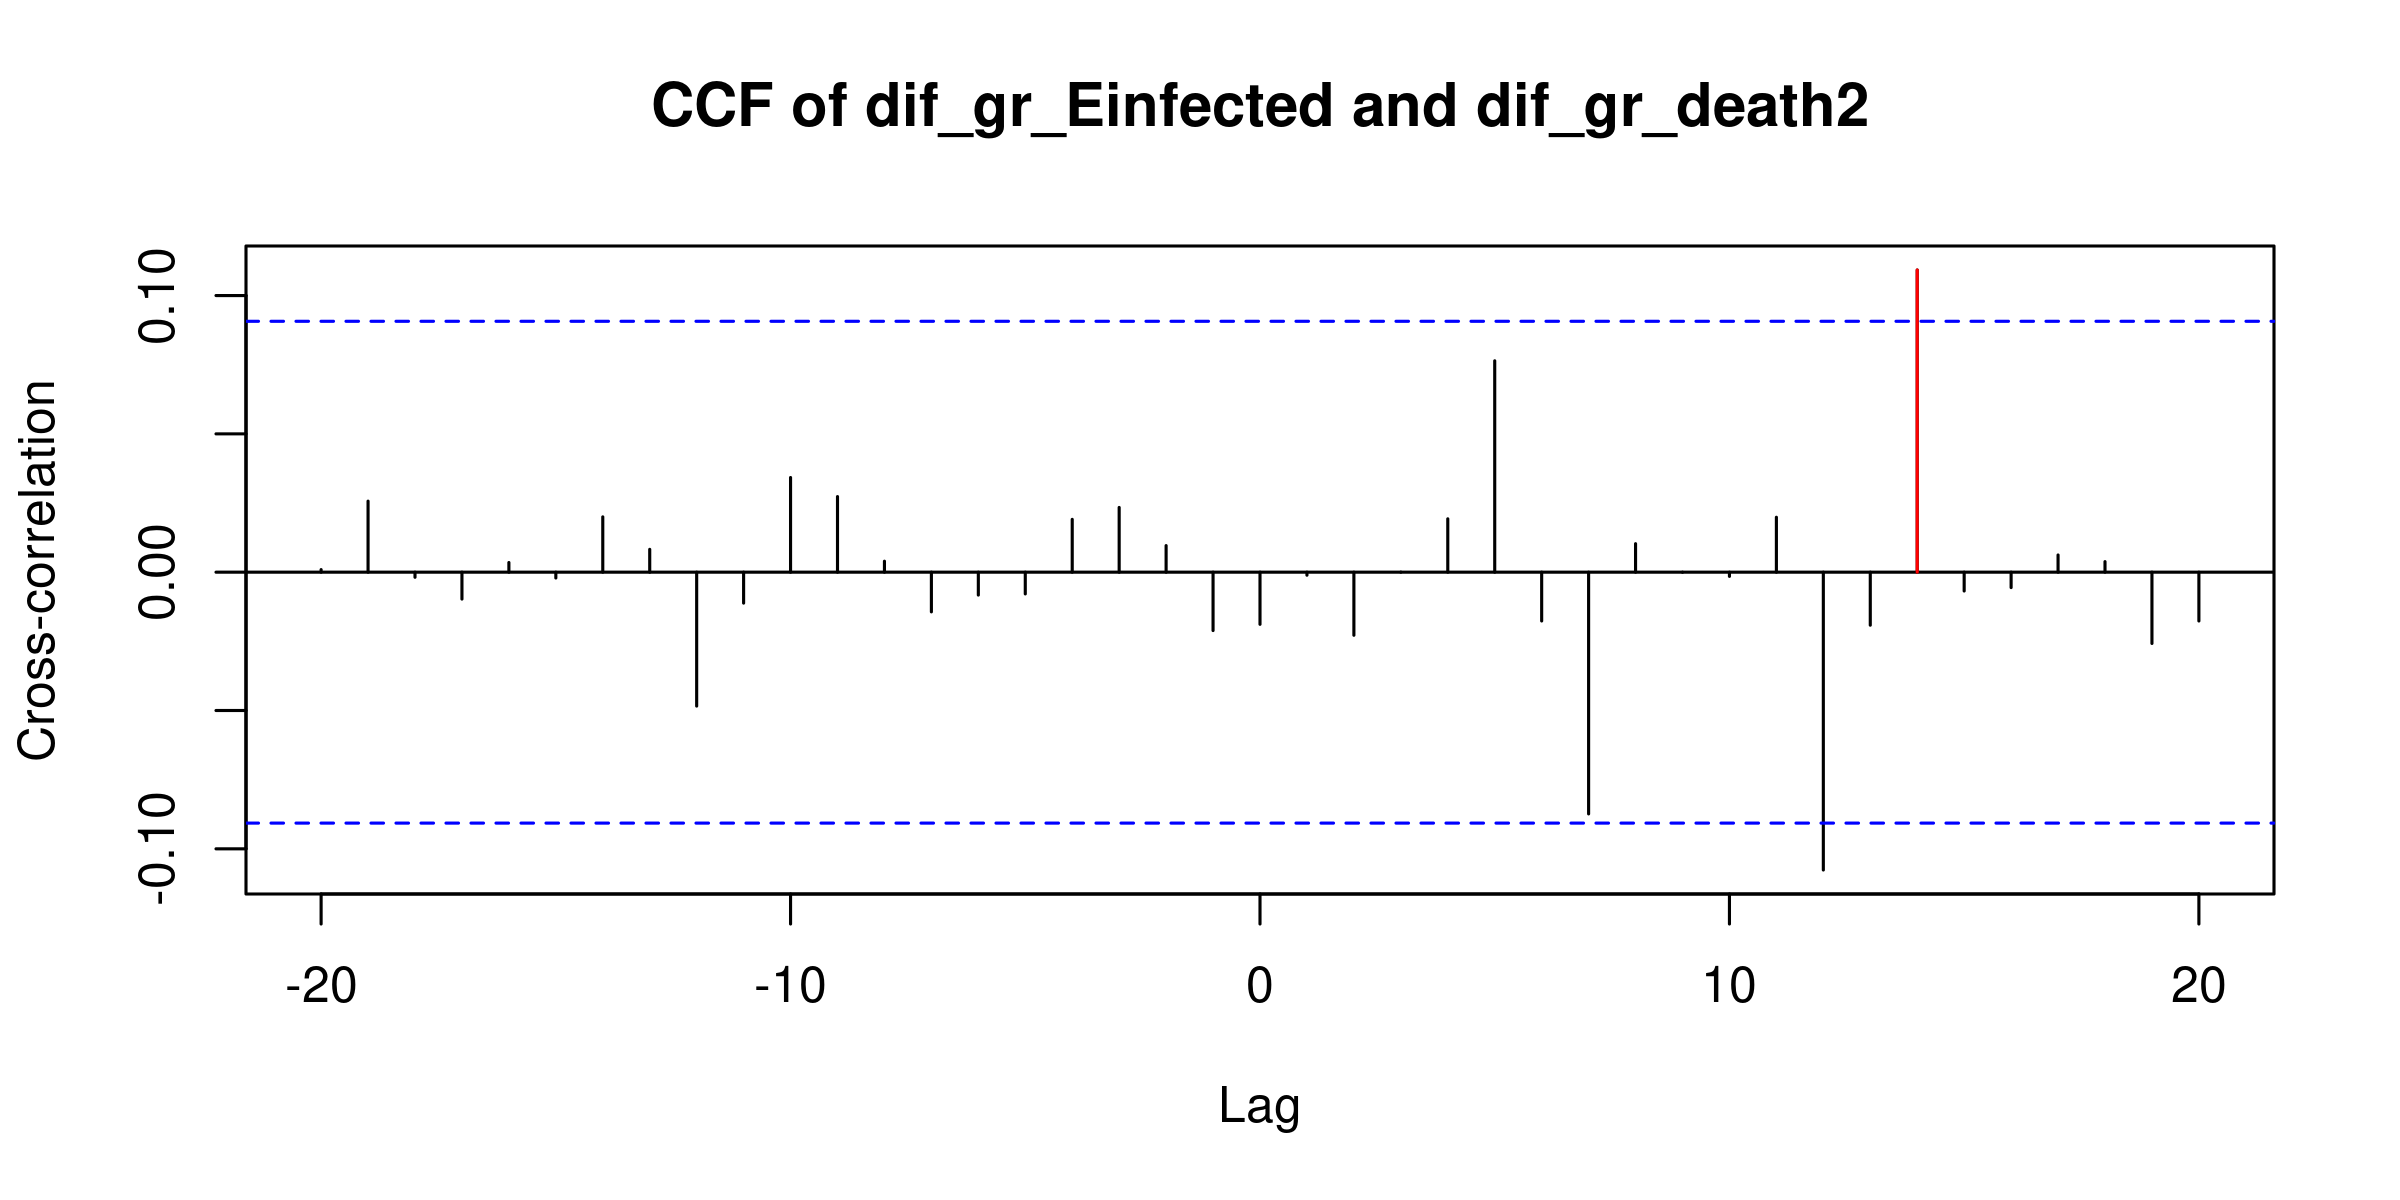 CCF of dif_gr_Einfected and dif_gr_death2
Cross-correlation
0.10
0.00
-0.10
-20 -10 0 10 20
Lag